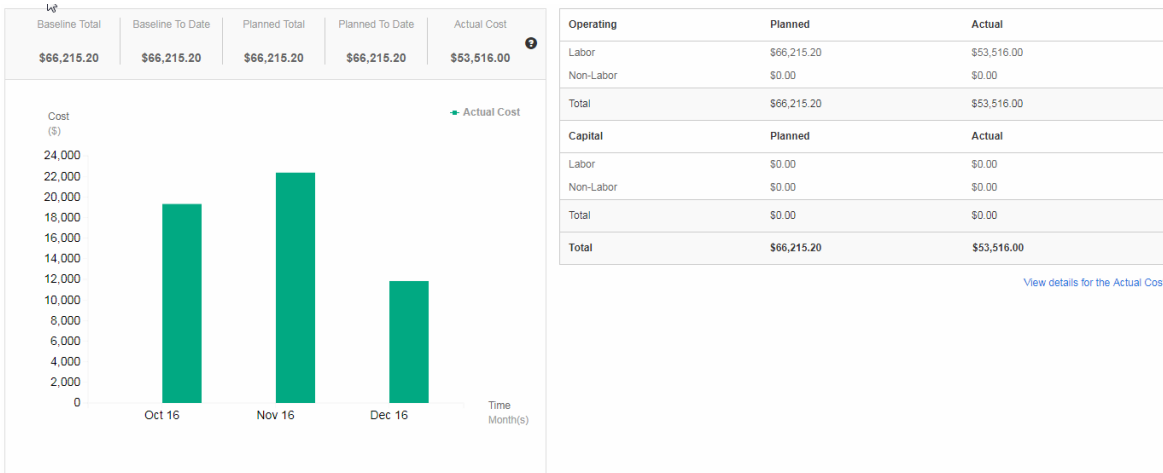 Baseline Total Baseline To Date Planned Total Planned To Date Actual Cost
$66,215.20 $66,215.20 $66,215.20 $66,215.20 $53,516.00 ?
Cost
($)
Actual Cost
24,000
22,000
20,000
18,000
16,000
14,000
12,000
10,000
8,000
6,000
4,000
2,000
0
Oct 16 Nov 16 Dec 16
Time
Month(s)
Operating Planned Actual
Labor $66,215.20 $53,516.00
Non-Labor $0.00 $0.00
Total $66,215.20 $53,516.00
Capital Planned Actual
Labor $0.00 $0.00
Non-Labor $0.00 $0.00
Total $0.00 $0.00
Total $66,215.20 $53,516.00
View details for the Actual Cos